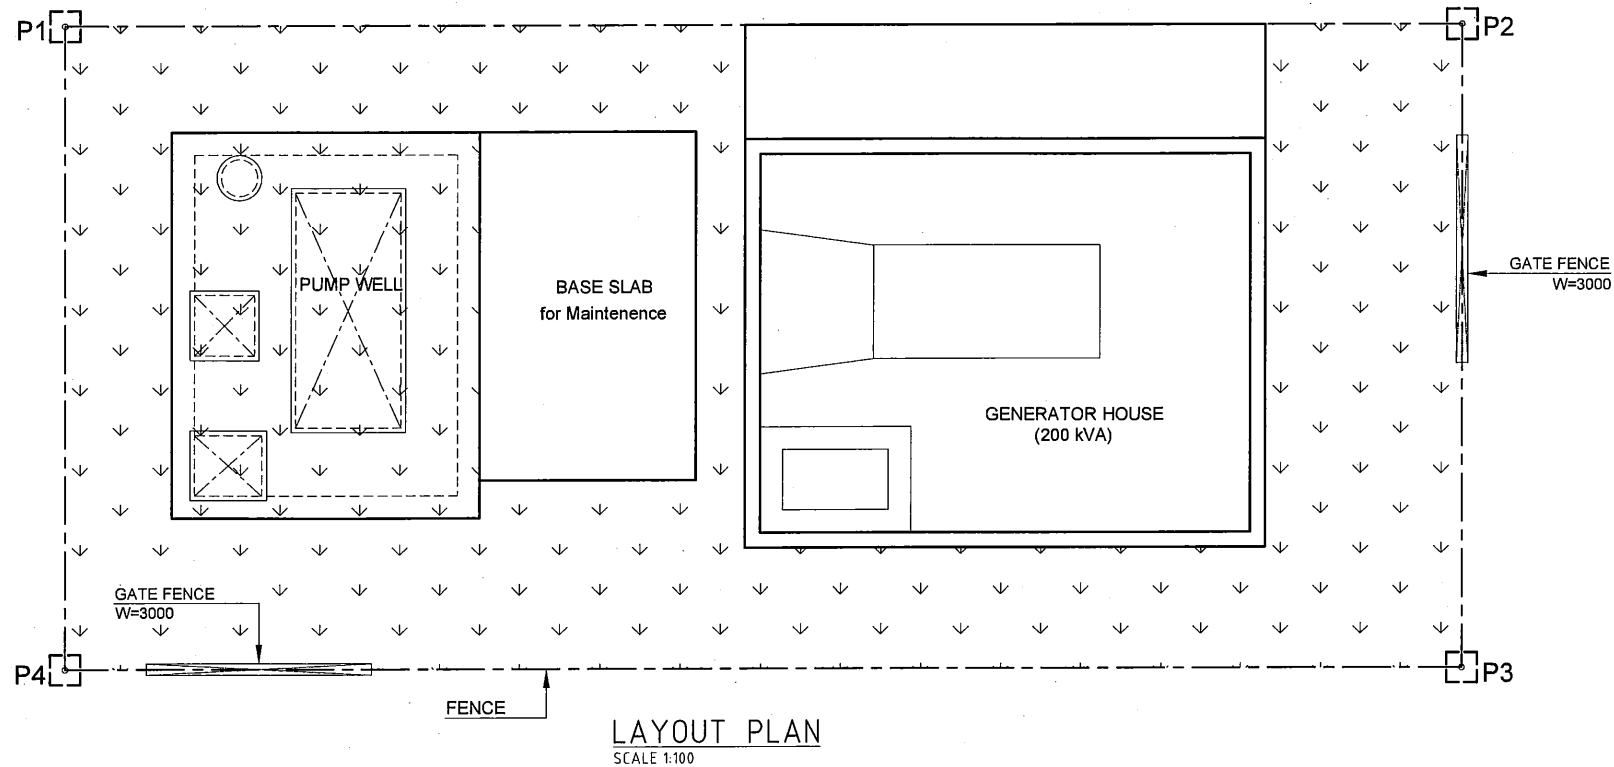 P1
P2
GATE FENCE
W=3000
PUMP WELL
BASE SLAB
for Maintenence
GENERATOR HOUSE
(200 kVA)
GATE FENCE
W=3000
P4
P3
FENCE
LAYOUT PLAN
SCALE 1:100